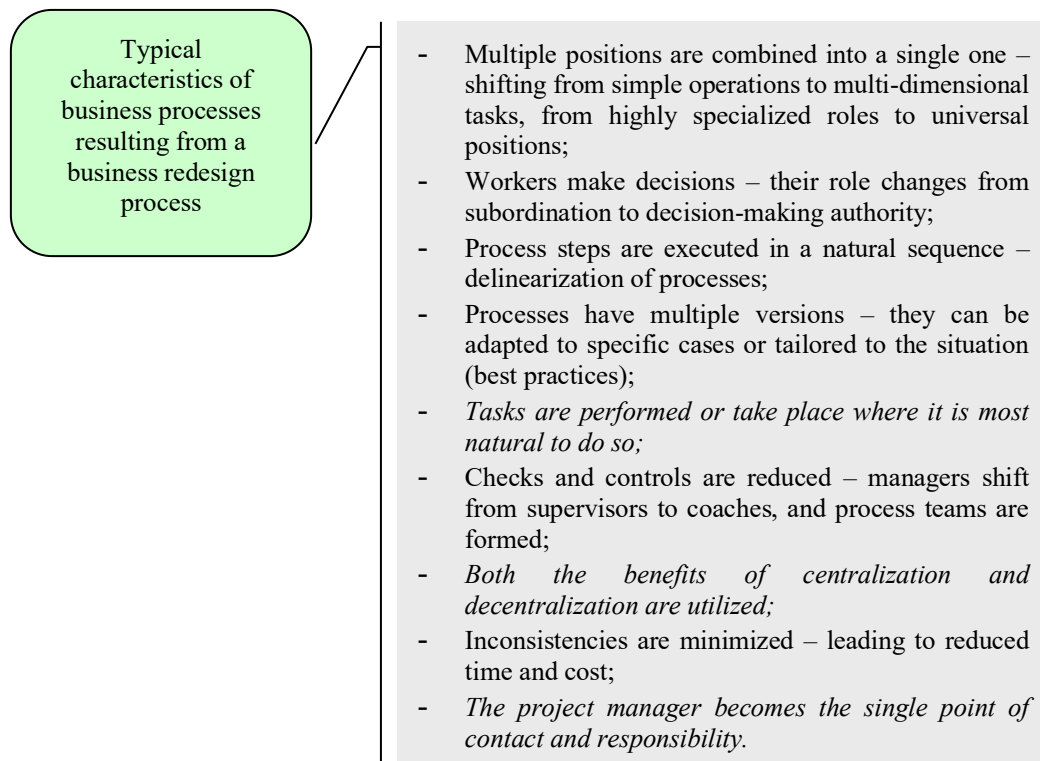 Typical
characteristics of
business processes
resulting from a
business redesign
process
- Multiple positions are combined into a single one –
shifting from simple operations to multi-dimensional
tasks, from highly specialized roles to universal
positions;
- Workers make decisions – their role changes from
subordination to decision-making authority;
- Process steps are executed in a natural sequence –
delinearization of processes;
- Processes have multiple versions – they can be
adapted to specific cases or tailored to the situation
(best practices);
- Tasks are performed or take place where it is most
natural to do so;
- Checks and controls are reduced – managers shift
from supervisors to coaches, and process teams are
formed;
- Both the benefits of centralization and
decentralization are utilized;
- Inconsistencies are minimized – leading to reduced
time and cost;
- The project manager becomes the single point of
contact and responsibility.